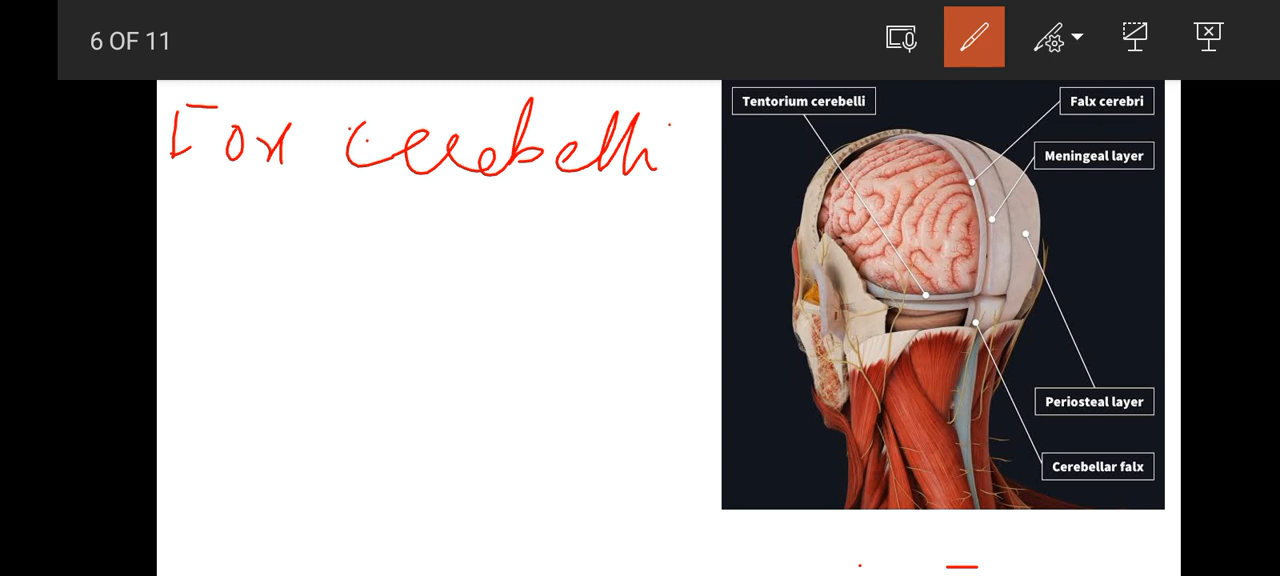 6 OF 11
Fox cerebelli
Tentorium cerebelli
Falx cerebri
Meningeal layer
Periosteal layer
Cerebellar falx